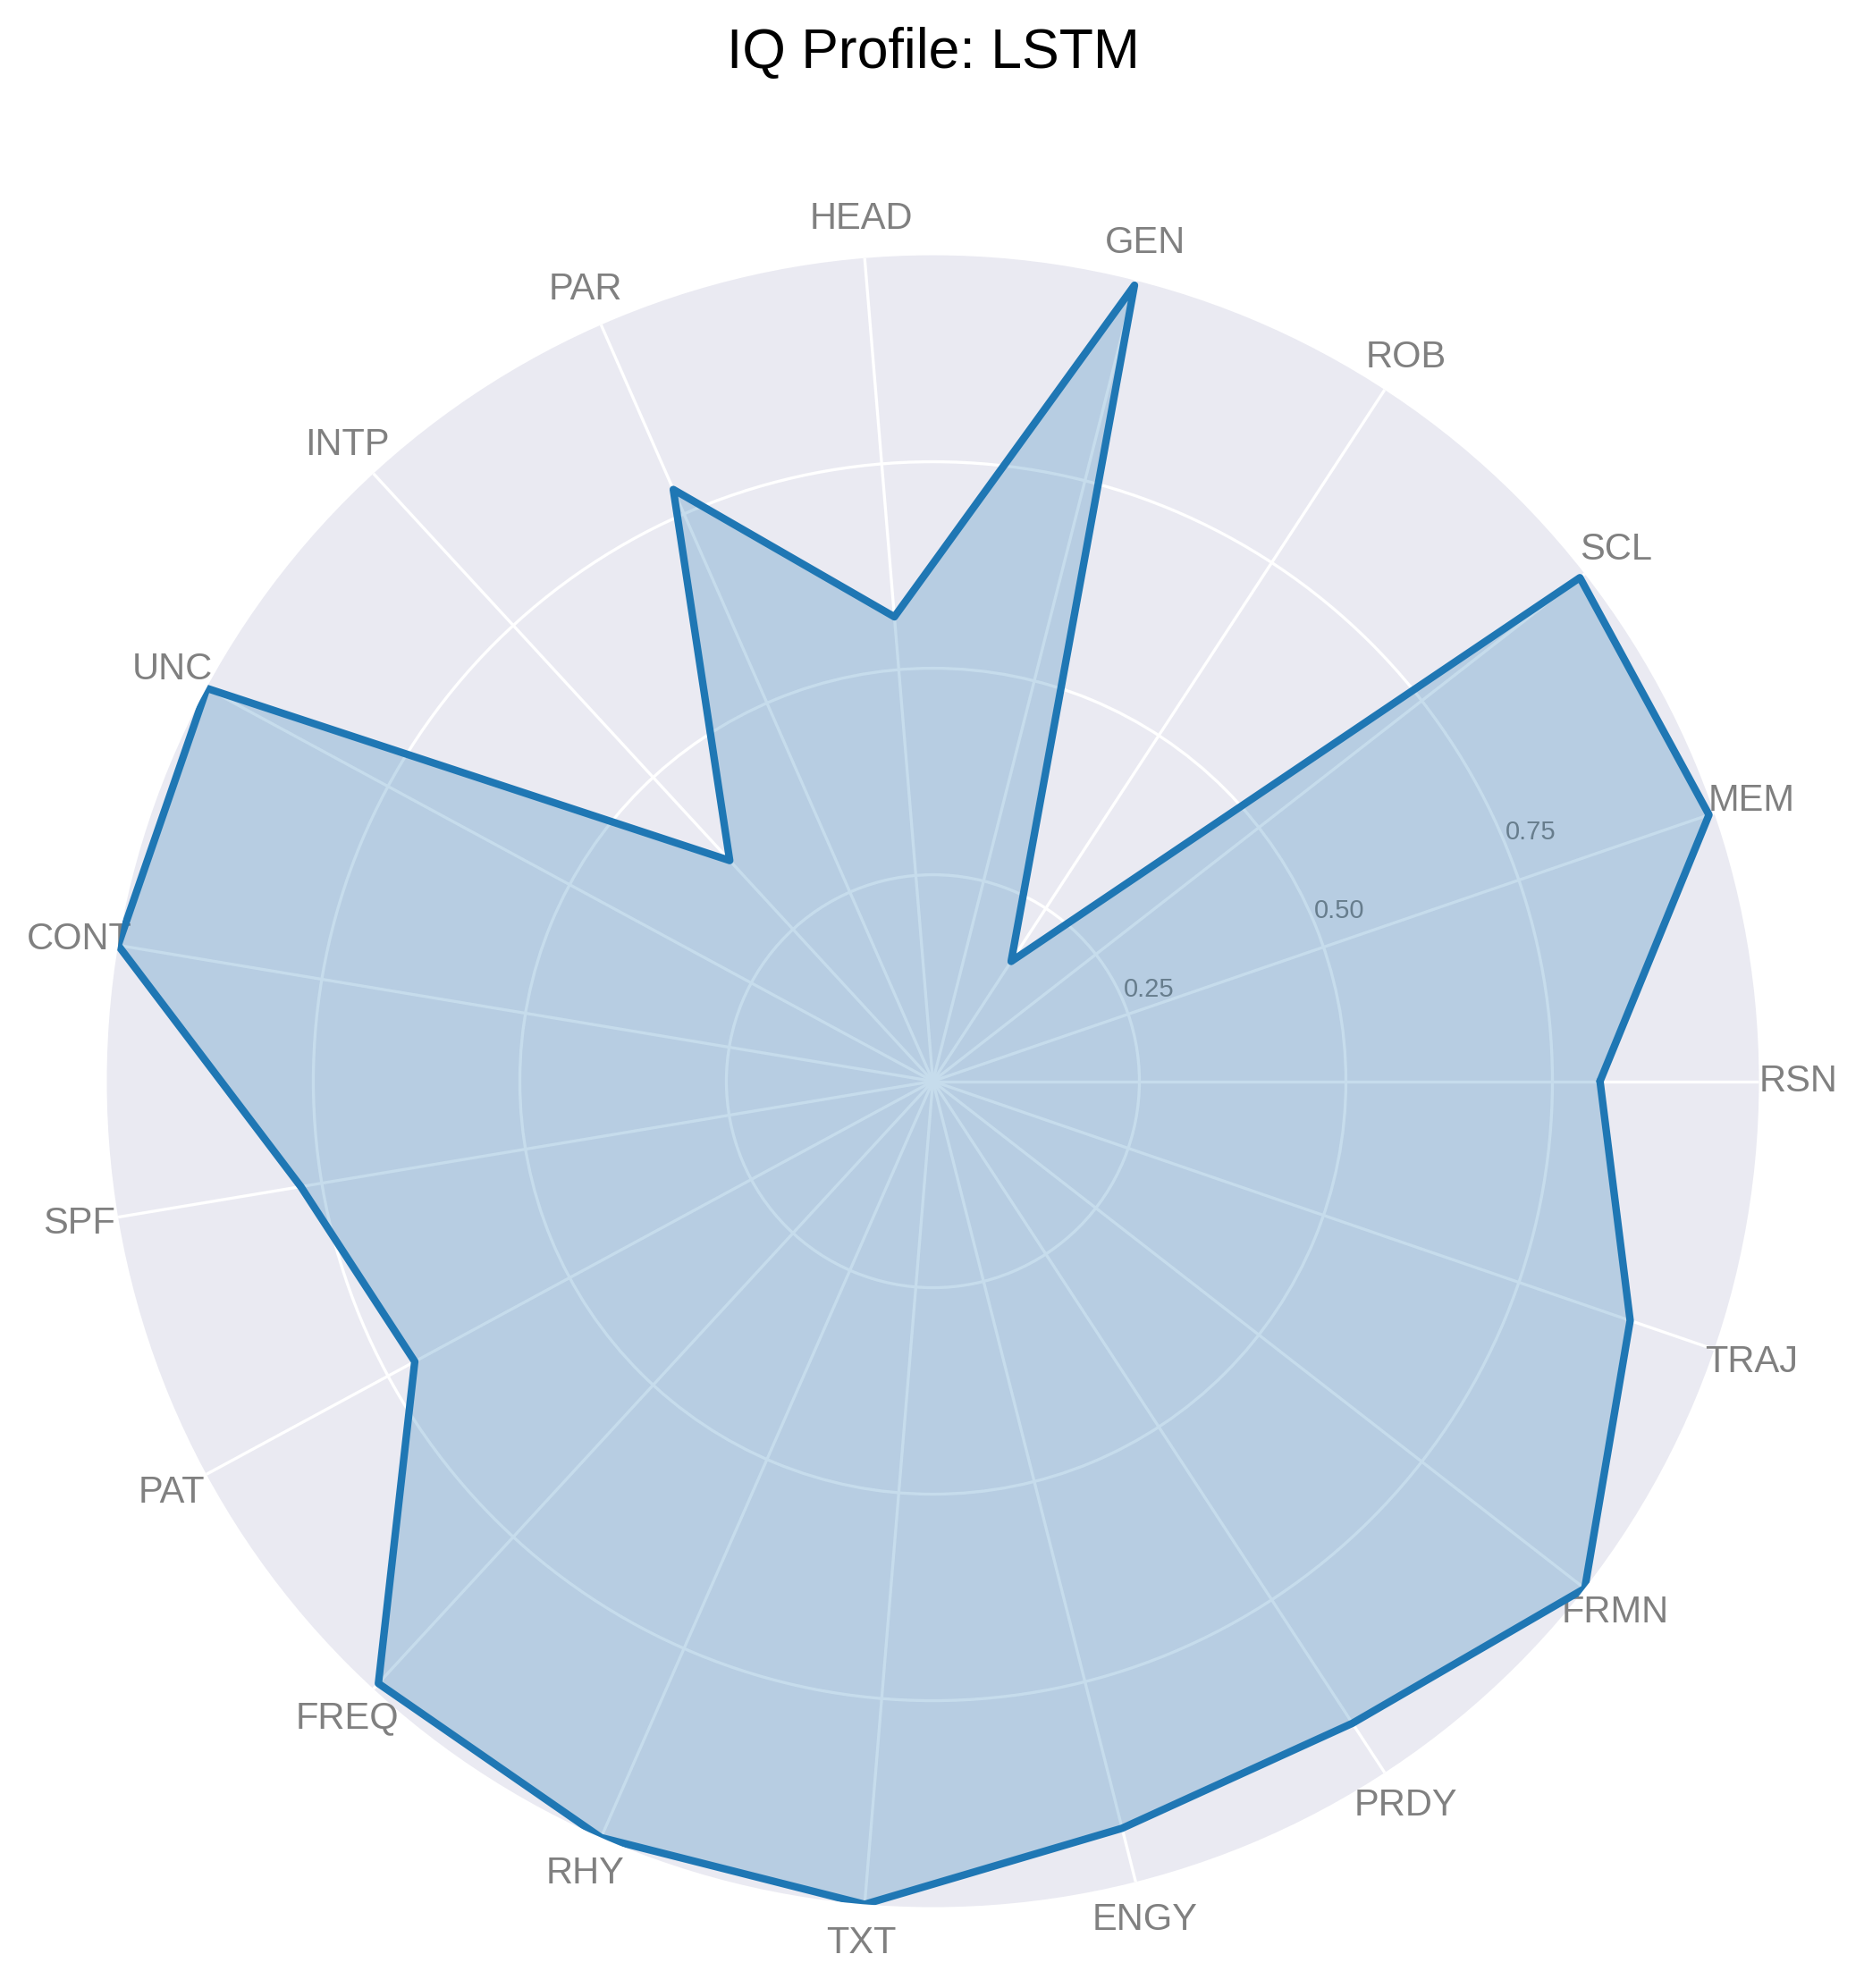 IQ Profile: LSTM
HEAD
GEN
PAR
ROB
INTP
SCL
UNC
MEM
0.75
0.50
CONT
0.25
RSN
SPF
TRAJ
PAT
FRMN
FREQ
PRDY
RHY
ENGY
TXT